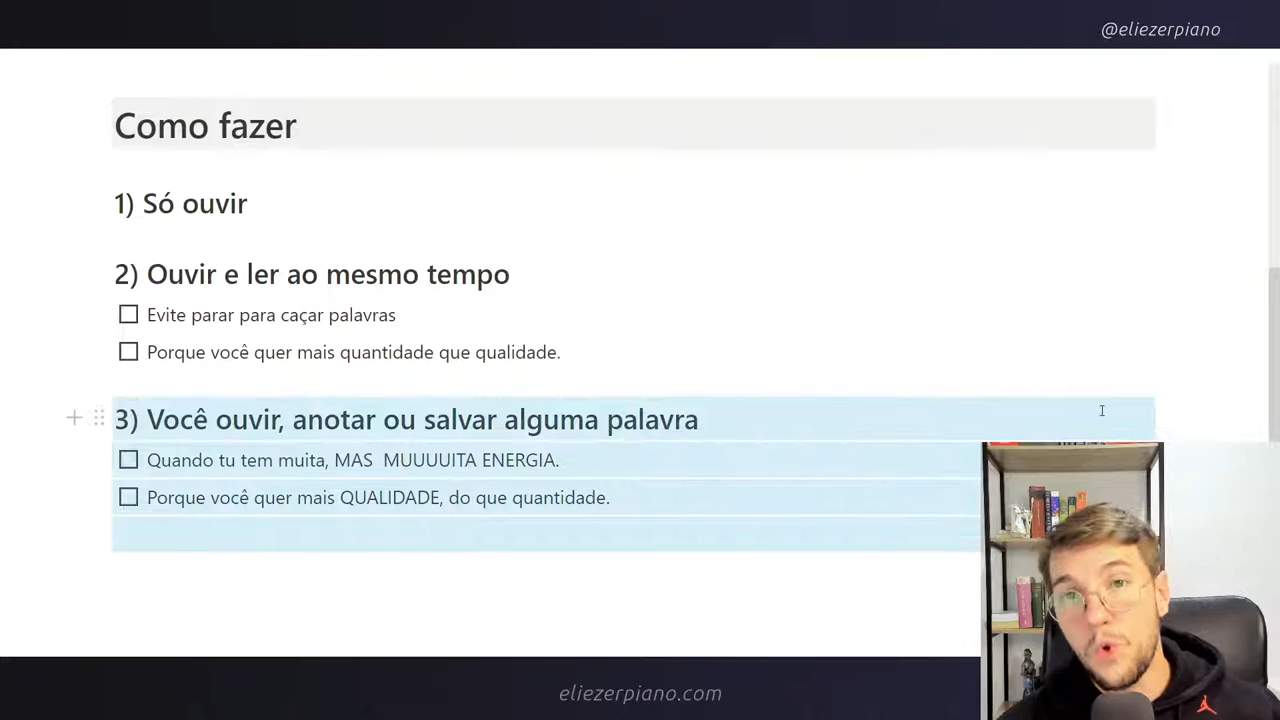 @eliezerpiano
Como fazer
1) Só ouvir
2) Ouvir e ler ao mesmo tempo
Evite parar para caçar palavras
Porque você quer mais quantidade que qualidade.
3) Você ouvir, anotar ou salvar alguma palavra
Quando tu tem muita, MAS  MUUUUITA ENERGIA.
Porque você quer mais QUALIDADE, do que quantidade.
eliezerpiano.com